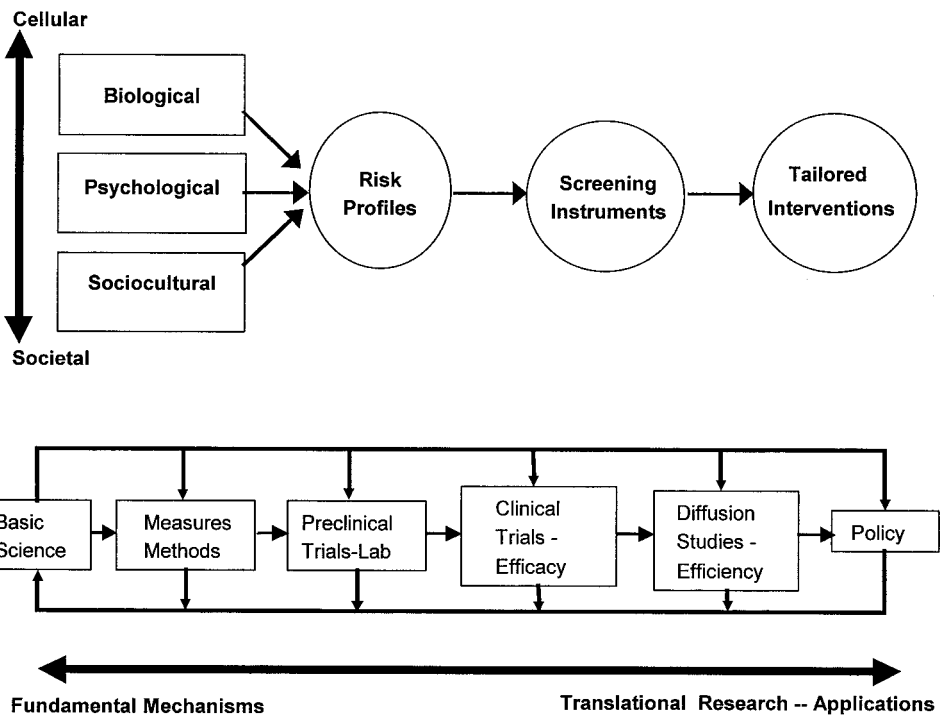 Cellular
Biological
Psychological
Sociocultural
Societal
Risk
Profiles
Screening
Instruments
Tailored
Interventions
Basic
Science
Measures
Methods
Preclinical
Trials-Lab
Clinical
Trials -
Efficacy
Diffusion
Studies -
Efficiency
Policy
Fundamental Mechanisms
Translational Research -- Applications